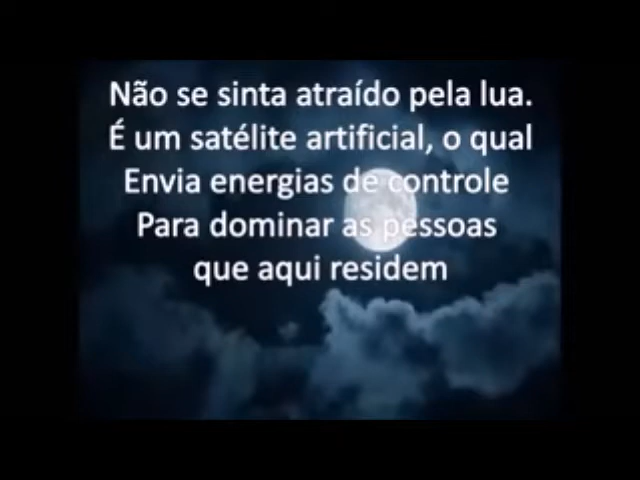 Não se sinta atraído pela lua.
É um satélite artificial, o qual
Envia energias de controle
Para dominar as pessoas
que aqui residem